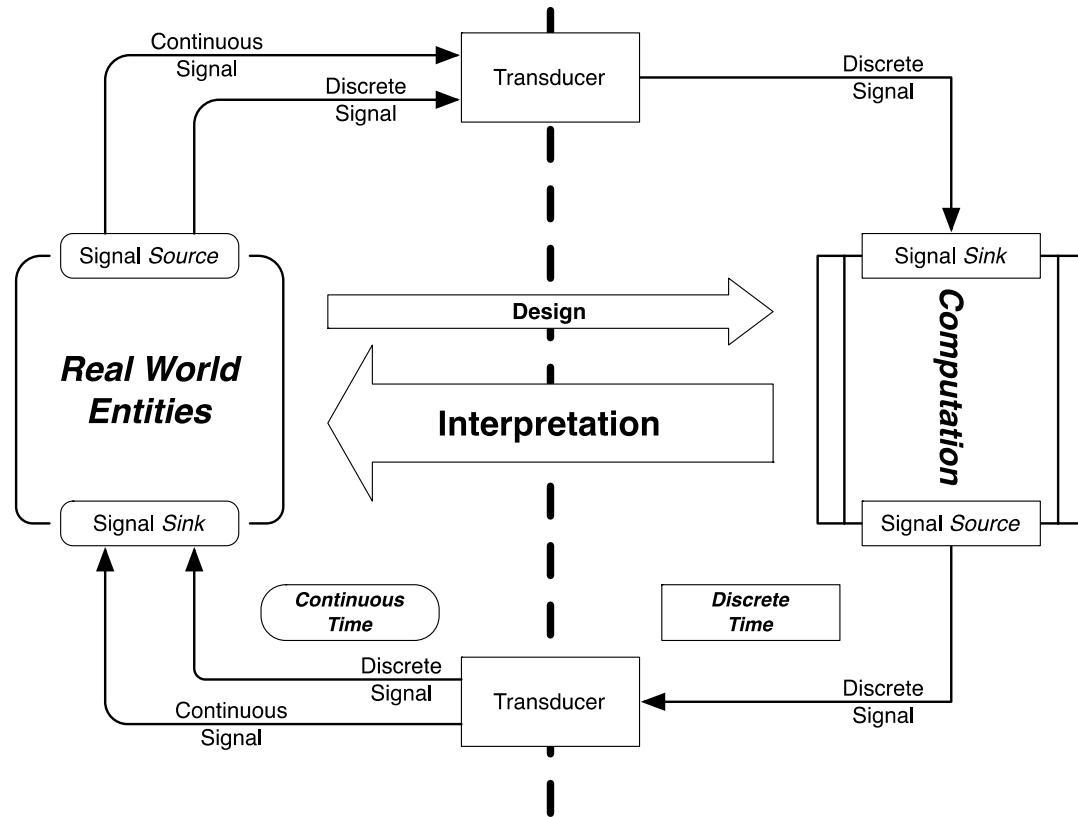 Continuous
Signal
Discrete
Signal
Transducer
Discrete
Signal
Signal Source
Signal Sink
Design
Real World
Entities
Interpretation
Computation
Signal Sink
Signal Source
Continuous
Time
Discrete
Time
Discrete
Signal
Continuous
Signal
Transducer
Discrete
Signal